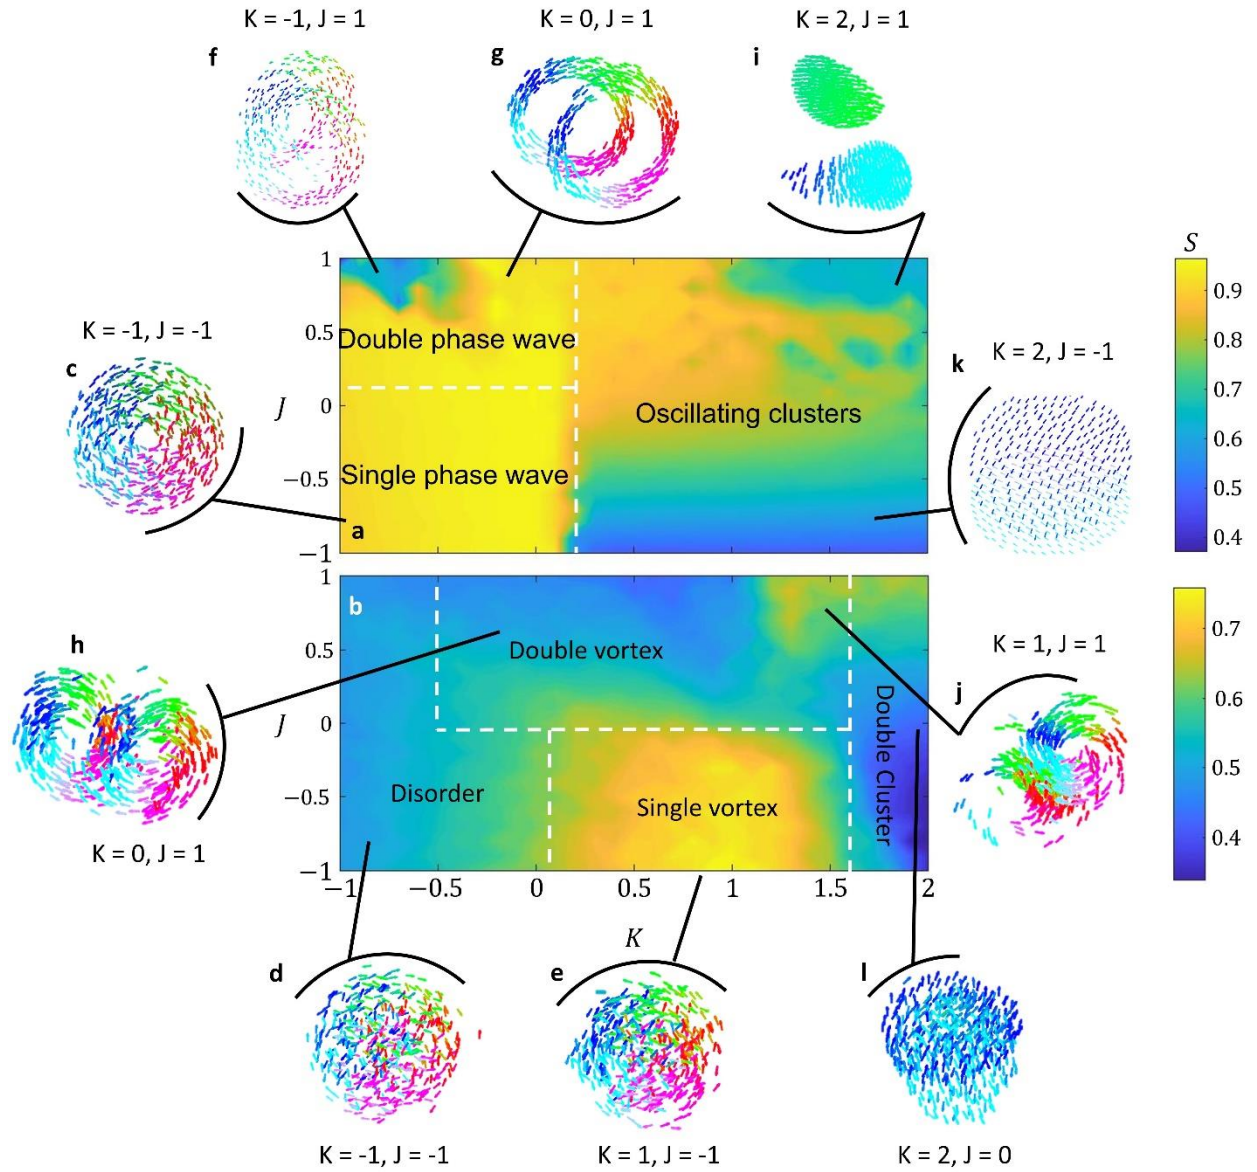 K = -1, J = 1
K = 0, J = 1
K = 2, J = 1
f
g
i
S
1
0.5
0
−0.5
−1
J
Double phase wave
Single phase wave
Oscillating clusters
a
0.9
0.8
0.7
0.6
0.5
0.4
K = -1, J = -1
c
K = 2, J = -1
k
b
1
0.5
0
−0.5
−1
J
Double vortex
Disorder
Single vortex
Double Cluster
0.7
0.6
0.5
0.4
h
K = 0, J = 1
K = 1, J = 1
j
−1
−0.5
0
0.5
1
1.5
2
K
d
e
l
K = -1, J = -1
K = 1, J = -1
K = 2, J = 0